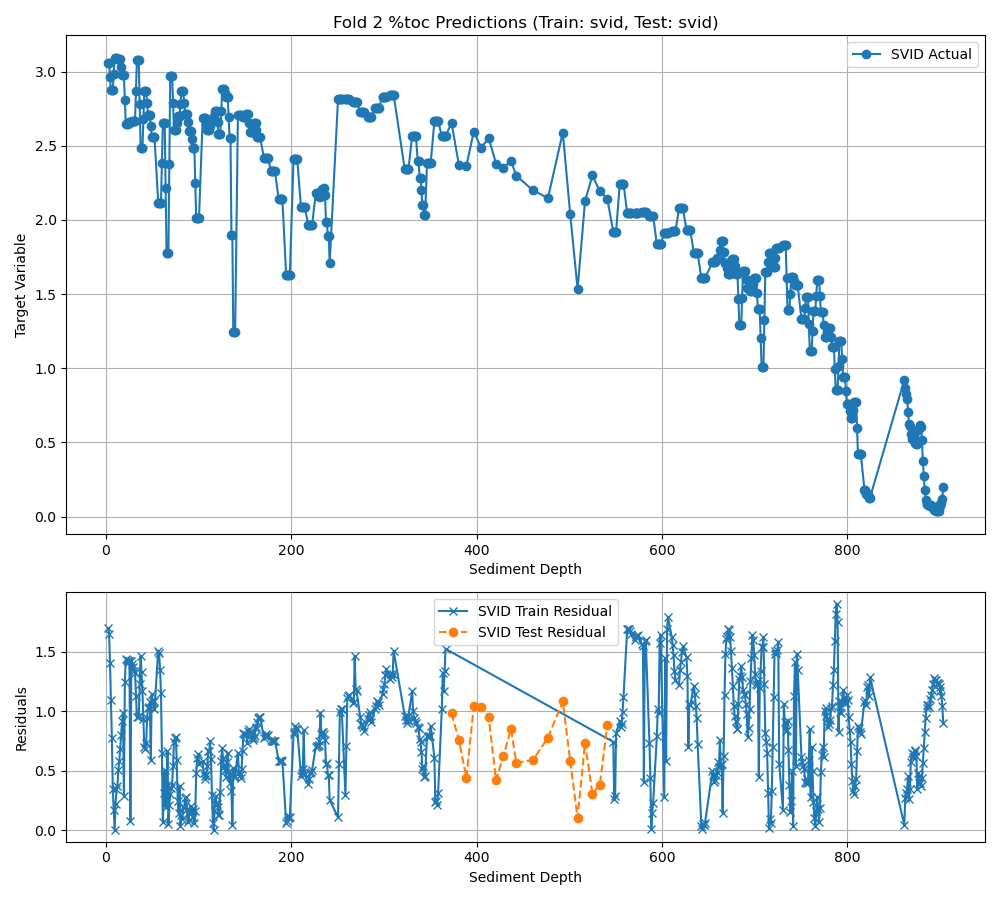 Fold 2 %toc Predictions (Train: svid, Test: svid)
SVID Actual
Target Variable
3.0
2.5
2.0
1.5
1.0
0.5
0.0
0 200 400 600 800
Sediment Depth
SVID Train Residual
SVID Test Residual
Residuals
1.5
1.0
0.5
0.0
0 200 400 600 800
Sediment Depth